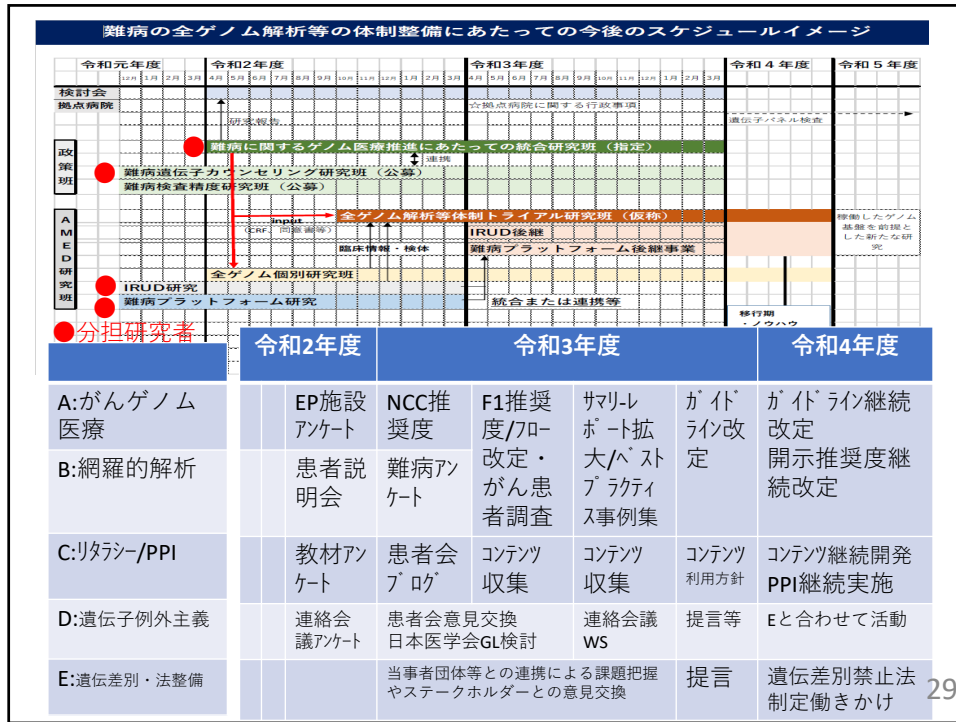 難病の全ゲノム解析等の体制整備にあたっての今後のスケジュールイメージ
令和元年度 令和2年度 令和3年度 令和4年度 令和5年度
12月 1月 2月 3月 4月 5月 6月 7月 8月 9月 10月 11月 12月 1月 2月 3月 4月 5月 6月 7月 8月 9月 10月 11月 12月 1月 2月 3月
検討会
拠点病院 ☆拠点病院に関する行政事項
研究報告 遺伝子パネル検査
政策班
難病に関するゲノム医療推進にあたっての統合研究班（指定）
連携
難病遺伝子カウンセリング研究班（公募）
難病検査精度研究班（公募）
AMED研究班
全ゲノム解析等体制トライアル研究班（仮称）
input
（CRF、同意書等）
臨床情報・検体
IRUD後継
難病プラットフォーム後継事業
稼働したゲノム
基盤を前提と
した新たな研
究
全ゲノム個別研究班
IRUD研究
難病プラットフォーム研究
統合または連携等
移行期
・ノウハウ
●分担研究者
令和2年度 令和3年度 令和4年度
A:がんゲノム
医療
EP施設
アンケート
NCC推
奨度
F1推奨
度/フロー
改定・
がん患
者調査
サマリーレ
ポート拡
大/ベスト
プラクティ
ス事例集
ガイド
ライン改
定
ガイドライン継続
改定
開示推奨度継
続改定
B:網羅的解析
患者説
明会
難病アン
ケート
C:リタラシー/PPI
教材アン
ケート
患者会
ブログ
コンテンツ
収集
コンテンツ
収集
コンテンツ
利用方針
コンテンツ継続開発
PPI継続実施
D:遺伝子例外主義
連絡会
議アンケート
患者会意見交換
日本医学会GL検討
連絡会議
WS
提言等
Eと合わせて活動
E:遺伝差別・法整備
当事者団体等との連携による課題把握
やステークホルダーとの意見交換
提言
遺伝差別禁止法
制定働きかけ
29